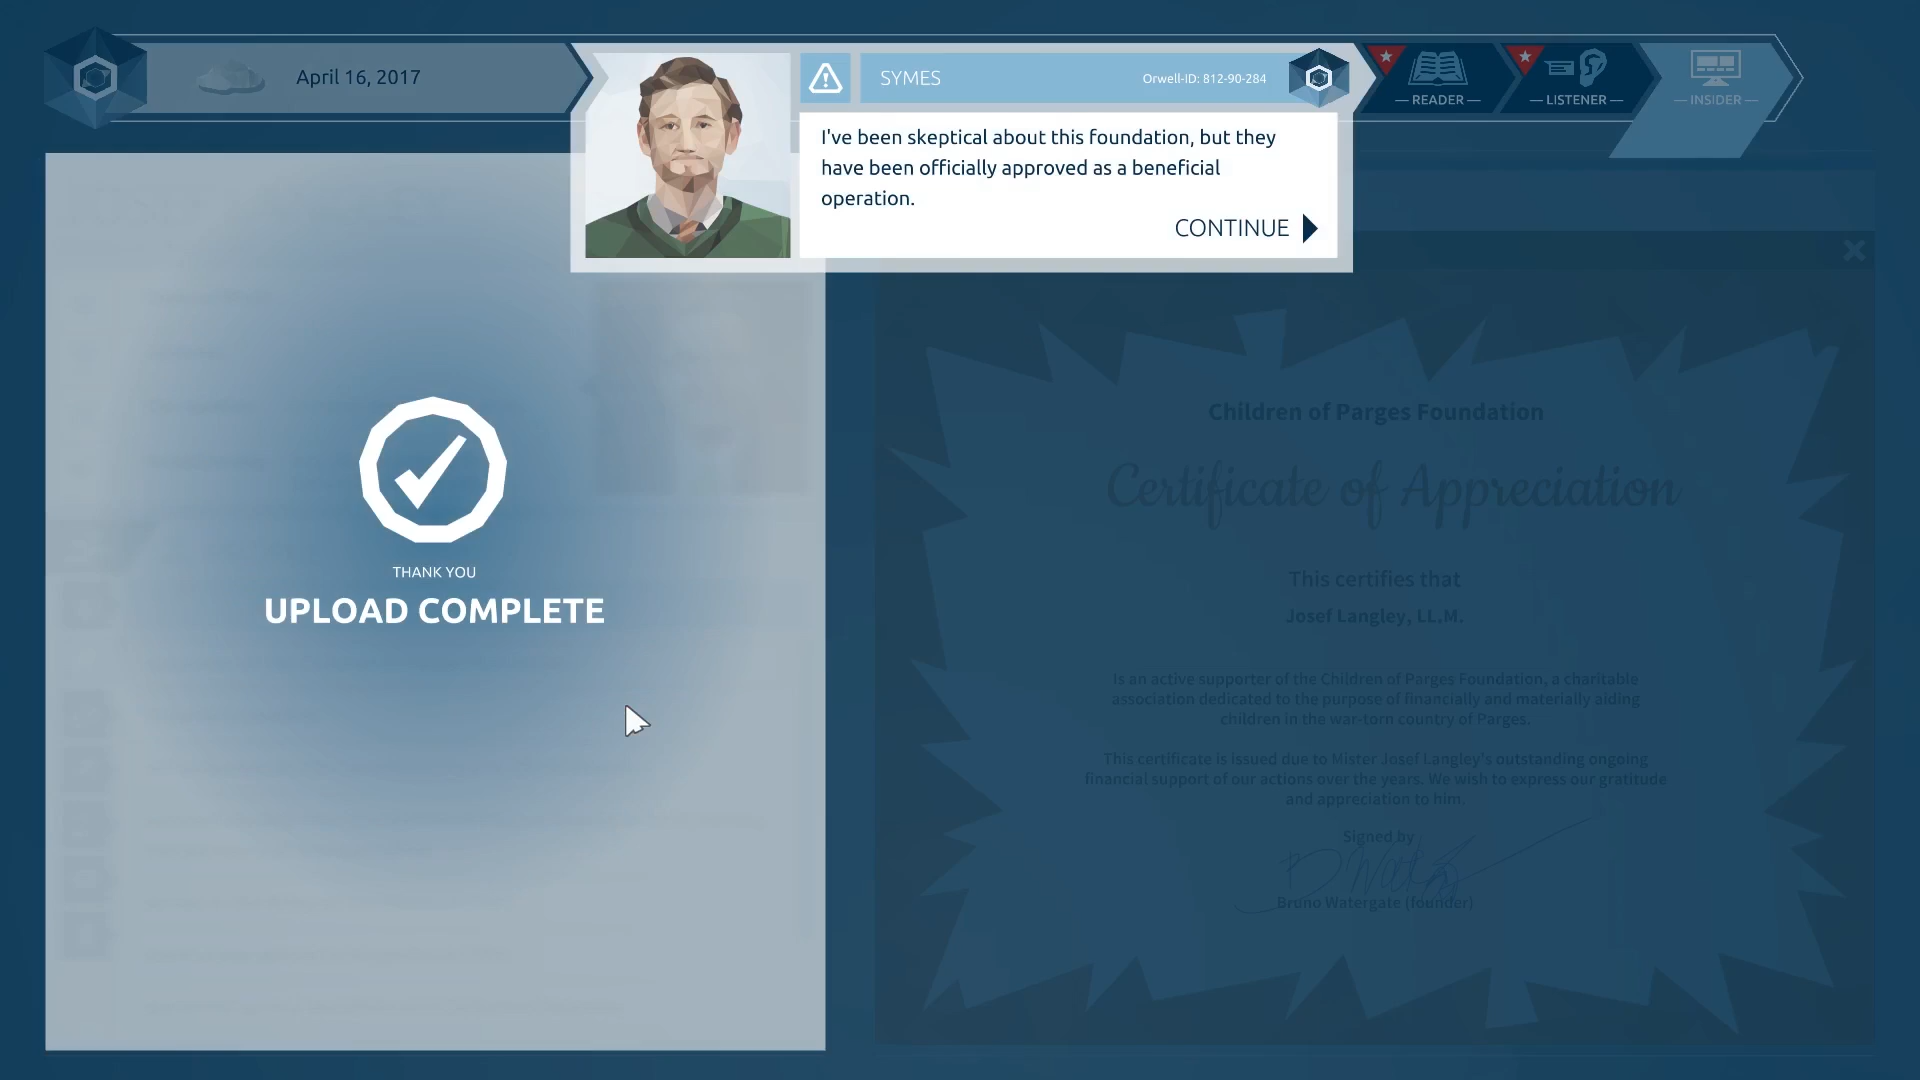 April 16, 2017
SYMES
Orwell-ID: 812-90-284
I've been skeptical about this foundation, but they
have been officially approved as a beneficial
operation.
CONTINUE
READER
LISTENER
INSIDER
THANK YOU
UPLOAD COMPLETE
Children of Parges Foundation
Certificate of Appreciation
This certifies that
Josef Langley, LL.M.
Is an active supporter of the Children of Parges Foundation, a charitable
association dedicated to the purpose of financially and materially aiding
children in the war-torn country of Parges.
This certificate is issued due to Mister Josef Langley's outstanding ongoing
financial support of our actions over the years. We wish to express our gratitude
and appreciation to him.
Signed by
Bruno Watergate (founder)